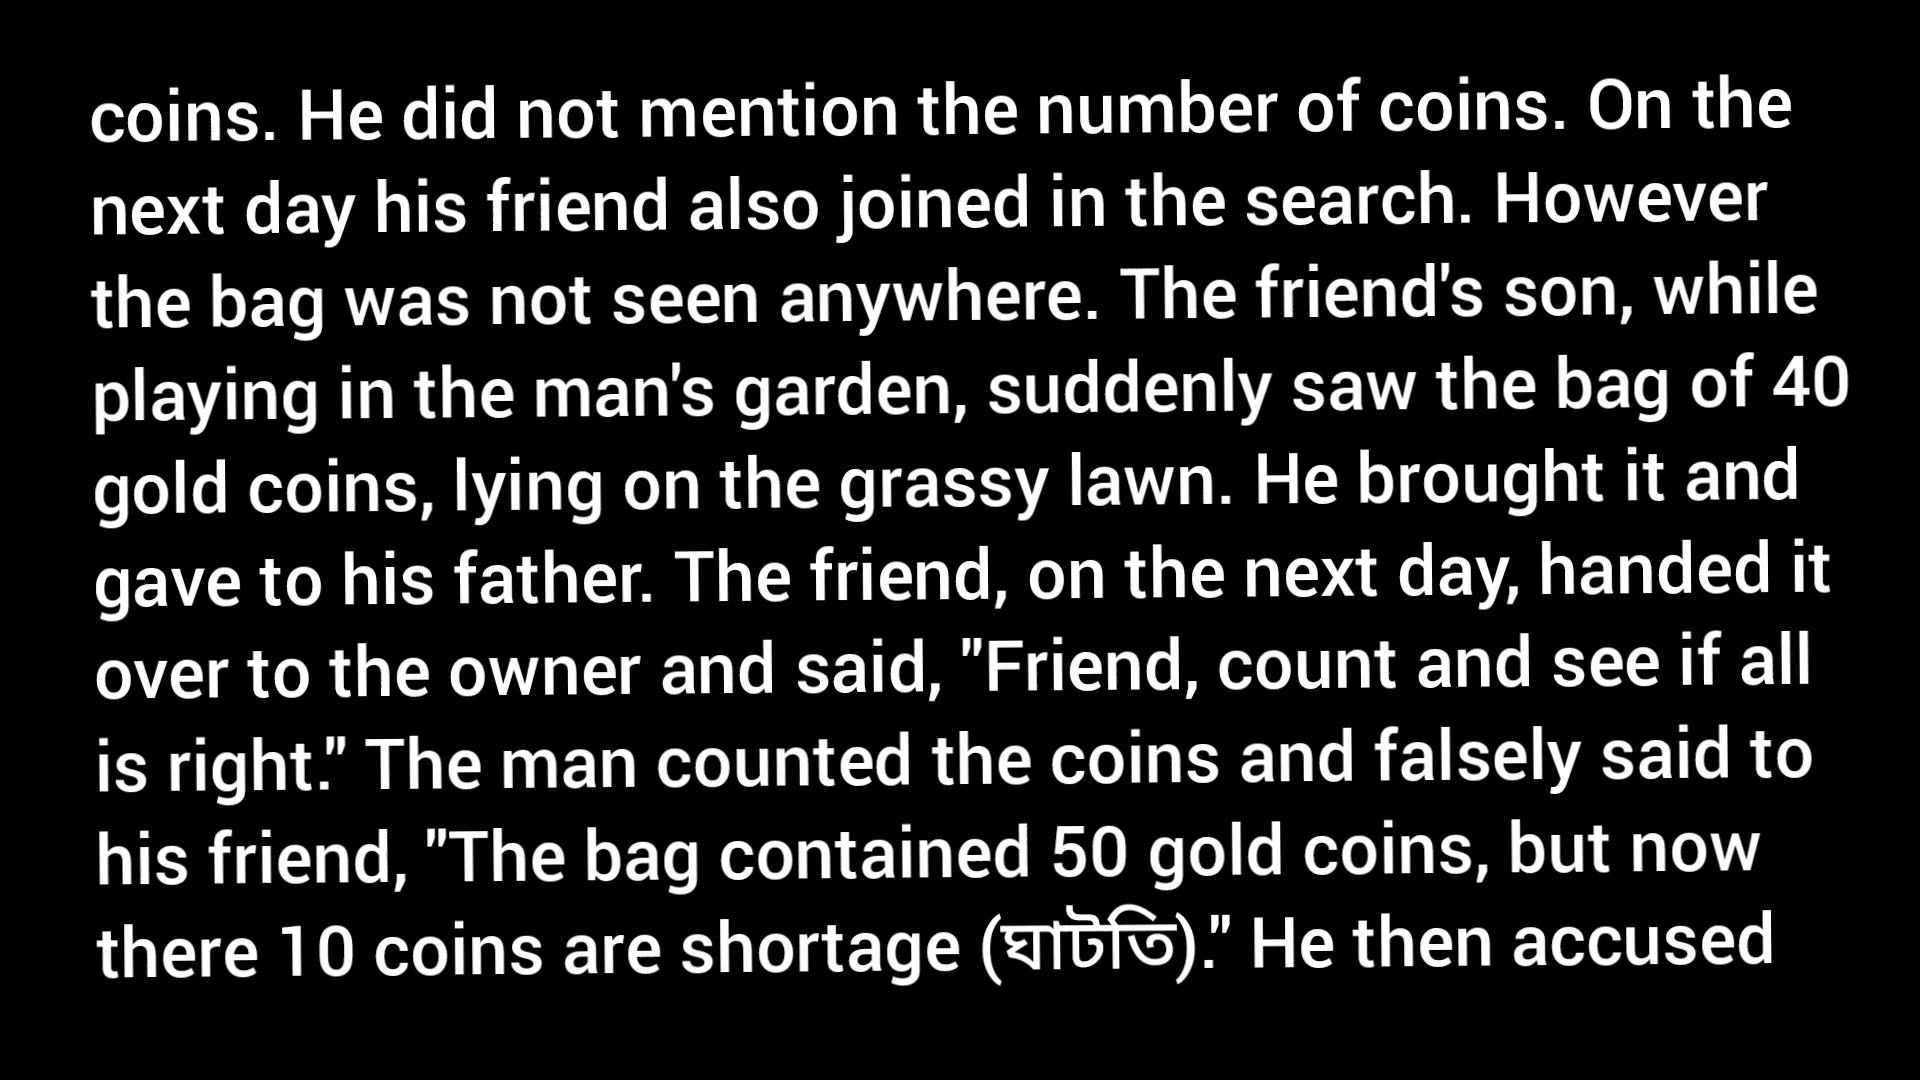 coins. He did not mention the number of coins. On the
next day his friend also joined in the search. However
the bag was not seen anywhere. The friend's son, while
playing in the man's garden, suddenly saw the bag of 40
gold coins, lying on the grassy lawn. He brought it and
gave to his father. The friend, on the next day, handed it
over to the owner and said, "Friend, count and see if all
is right." The man counted the coins and falsely said to
his friend, "The bag contained 50 gold coins, but now
there 10 coins are shortage (ঘাটতি)." He then accused